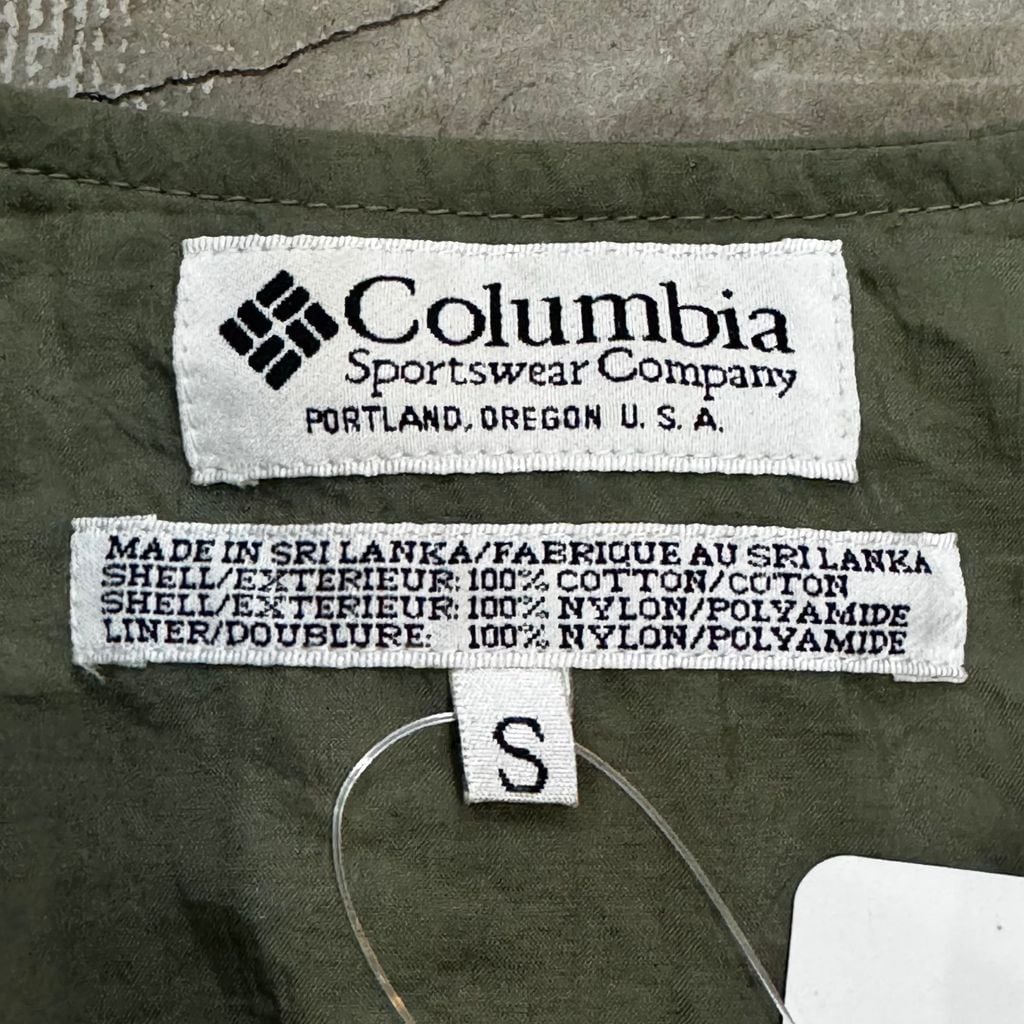 Columbia
Sportswear Company
PORTLAND, OREGON U. S. A.
MADE IN SRI LANKA/FABRIQUE AU SRI LANKA
SHELL/EXTERIEUR: 100% COTTON/COTON
SHELL/EXTERIEUR: 100% NYLON/POLYAMIDE
LINER/DOUBLURE: 100% NYLON/POLYAMIDE
S